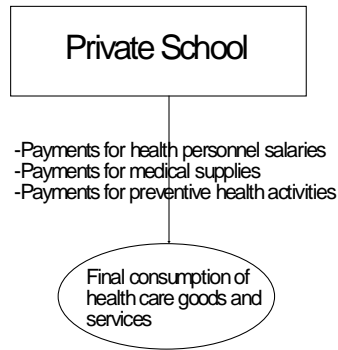 Private School
-Payments for health personnel salaries
-Payments for medical supplies
-Payments for preventive health activities
Final consumption of
health care goods and
services